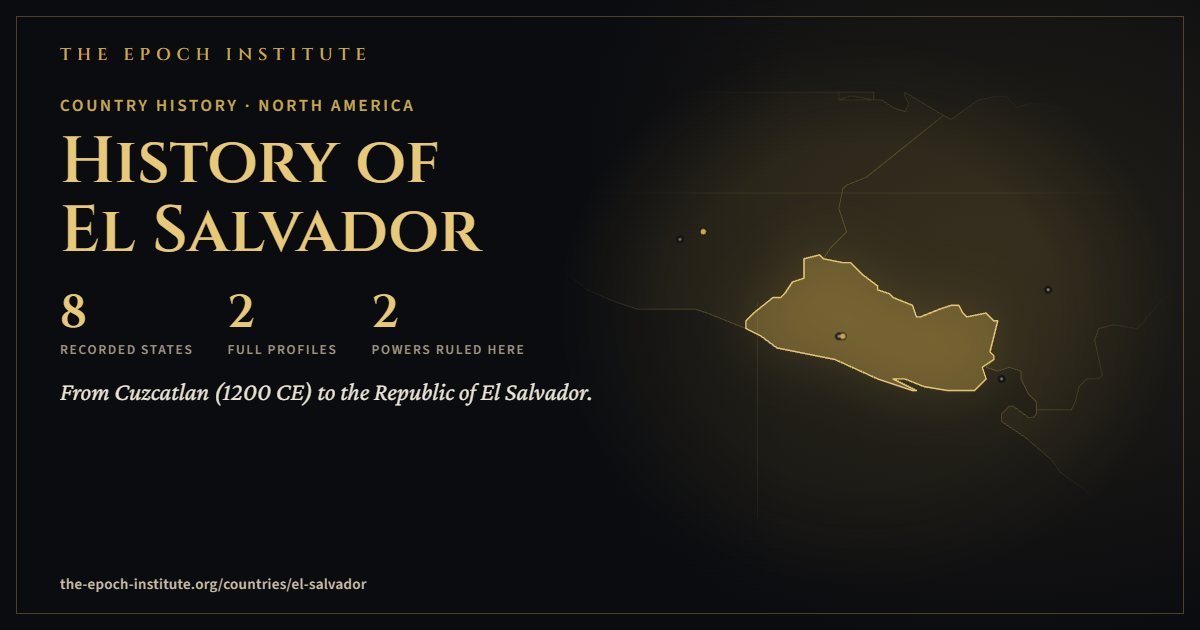 THE EPOCH INSTITUTE
COUNTRY HISTORY · NORTH AMERICA
History of
El Salvador
8 2 2
RECORDED STATES FULL PROFILES POWERS RULED HERE
From Cuzcatlan (1200 CE) to the Republic of El Salvador.
the-epoch-institute.org/countries/el-salvador